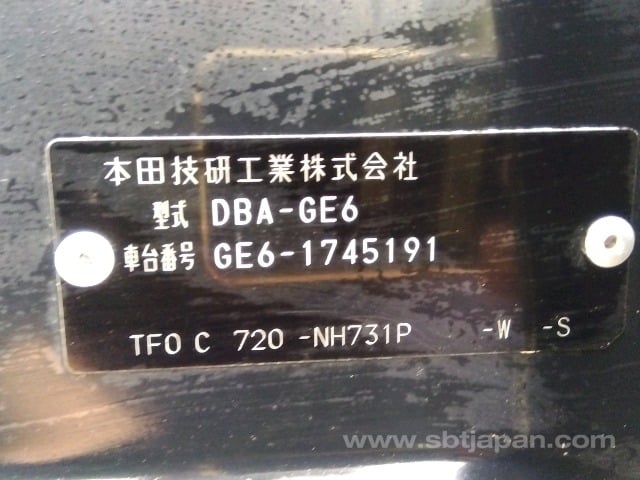 本田技研工業株式会社
型式 DBA-GE6
車台番号 GE6-1745191
TFO C 720 -NH731P -W -S
www.sbtjapan.com